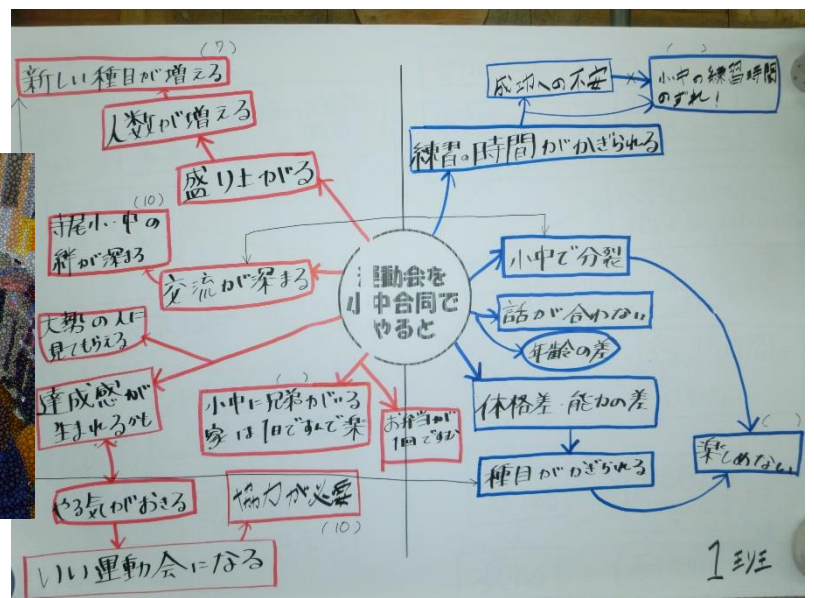 (7)
新しい種目が増える
人数が増える
盛り上がる
(10)
寺尾小・中の
絆が深まる
交流が深まる
大勢の人に
見てもらえる
達成感が
生まれるかも
( )
小中に兄弟がいる
家は1日ですんで楽
お弁当が
1回ですむ
やる気がおきる
協力が必要
(10)
いい運動会になる
運動会を
小中合同で
やると
成功への不安
( )
小中の練習時間
のずれ!
練習の時間がかぎられる
小中で分裂
話が合わない
年齢の差
体格差・能力の差
種目がかぎられる
( )
楽しめない
1班